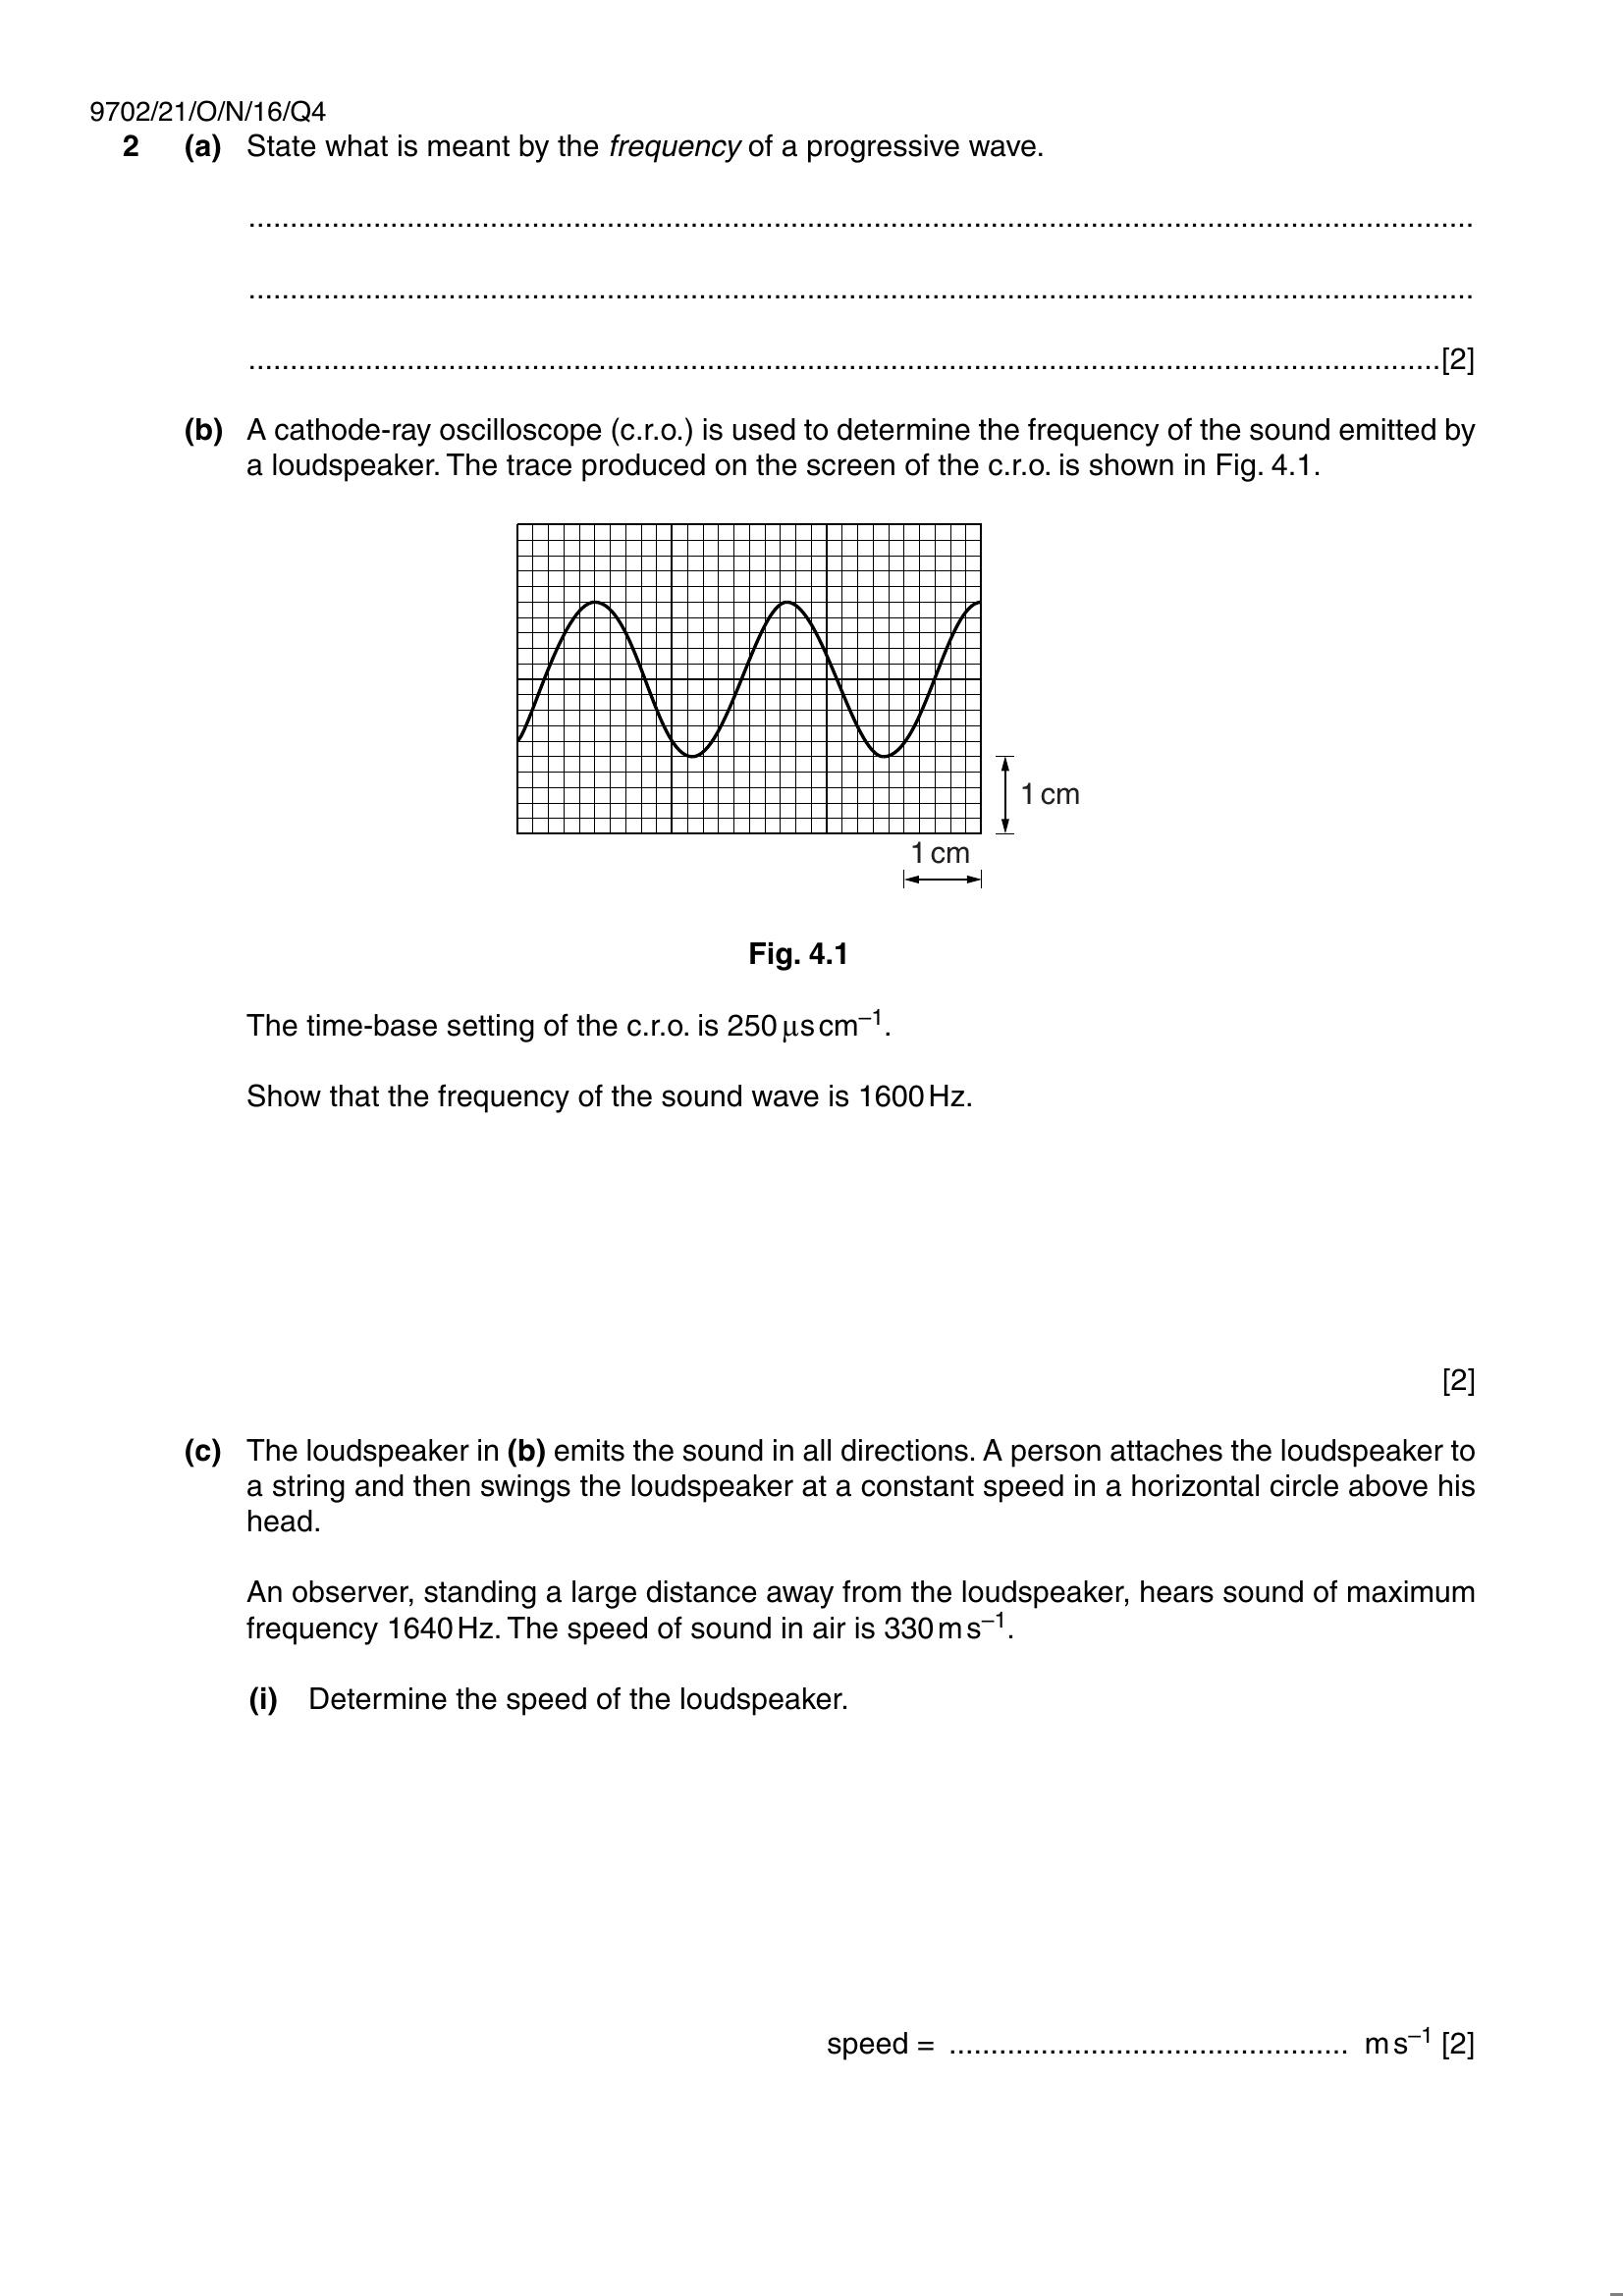 9702/21/O/N/16/Q4
2 (a) State what is meant by the frequency of a progressive wave.
..........................................................................................................................................
..........................................................................................................................................
......................................................................................................................................[2]
(b) A cathode-ray oscilloscope (c.r.o.) is used to determine the frequency of the sound emitted by
a loudspeaker. The trace produced on the screen of the c.r.o. is shown in Fig. 4.1.
1 cm
1 cm
Fig. 4.1
The time-base setting of the c.r.o. is 250 μs cm⁻¹.
Show that the frequency of the sound wave is 1600 Hz.
[2]
(c) The loudspeaker in (b) emits the sound in all directions. A person attaches the loudspeaker to
a string and then swings the loudspeaker at a constant speed in a horizontal circle above his
head.
An observer, standing a large distance away from the loudspeaker, hears sound of maximum
frequency 1640 Hz. The speed of sound in air is 330 m s⁻¹.
(i) Determine the speed of the loudspeaker.
speed = ................................................ m s⁻¹ [2]